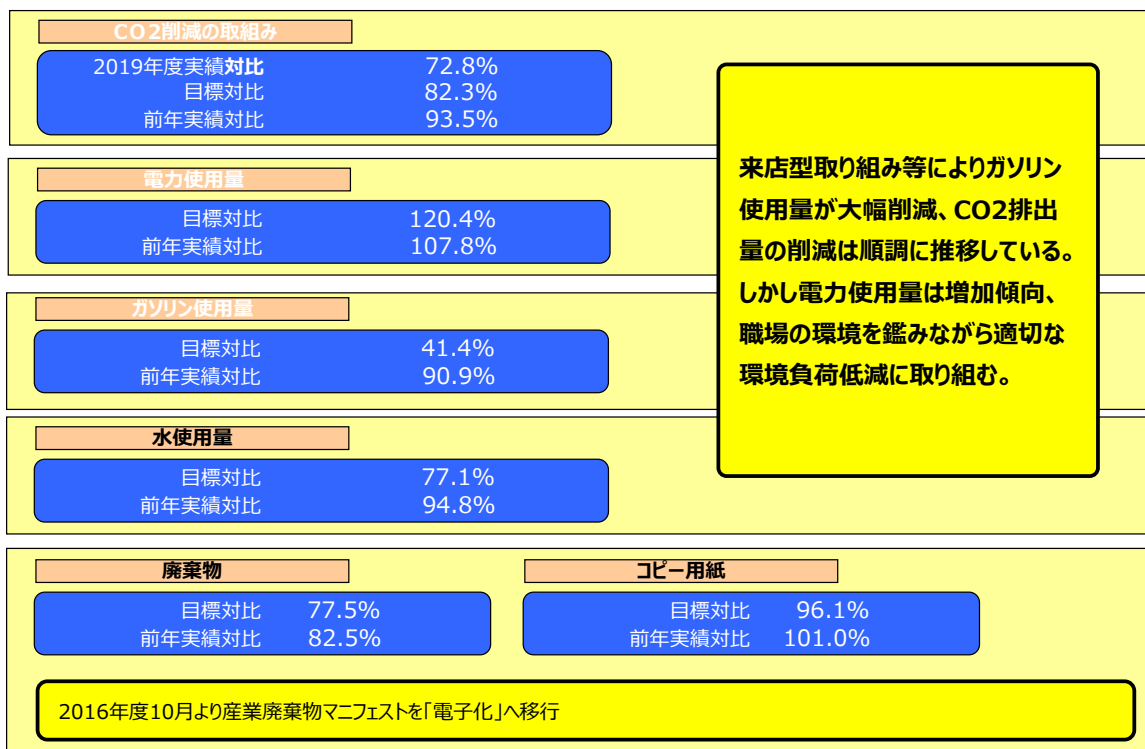 CO2削減の取組み
2019年度実績対比 72.8%
目標対比 82.3%
前年実績対比 93.5%
電力使用量
目標対比 120.4%
前年実績対比 107.8%
ガソリン使用量
目標対比 41.4%
前年実績対比 90.9%
水使用量
目標対比 77.1%
前年実績対比 94.8%
来店型取り組み等によりガソリン
使用量が大幅削減、CO2排出
量の削減は順調に推移している。
しかし電力使用量は増加傾向、
職場の環境を鑑みながら適切な
環境負荷低減に取り組む。
廃棄物
目標対比 77.5%
前年実績対比 82.5%
コピー用紙
目標対比 96.1%
前年実績対比 101.0%
2016年度10月より産業廃棄物マニフェストを「電子化」へ移行